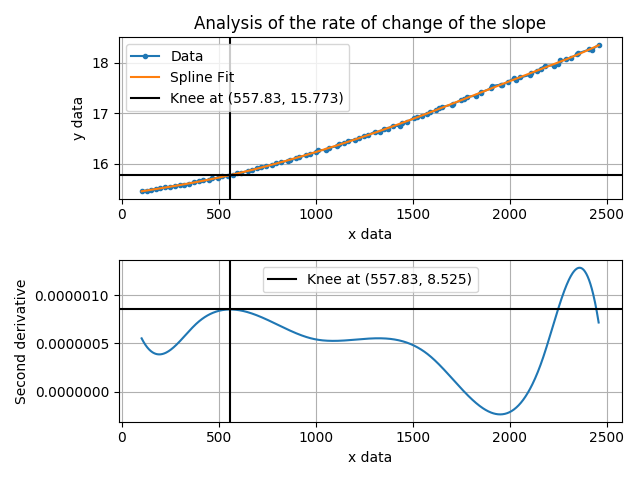 Analysis of the rate of change of the slope
Data
Spline Fit
Knee at (557.83, 15.773)
y data
18
17
16
0 500 1000 1500 2000 2500
x data
Knee at (557.83, 8.525)
Second derivative
0.0000010
0.0000005
0.0000000
0 500 1000 1500 2000 2500
x data